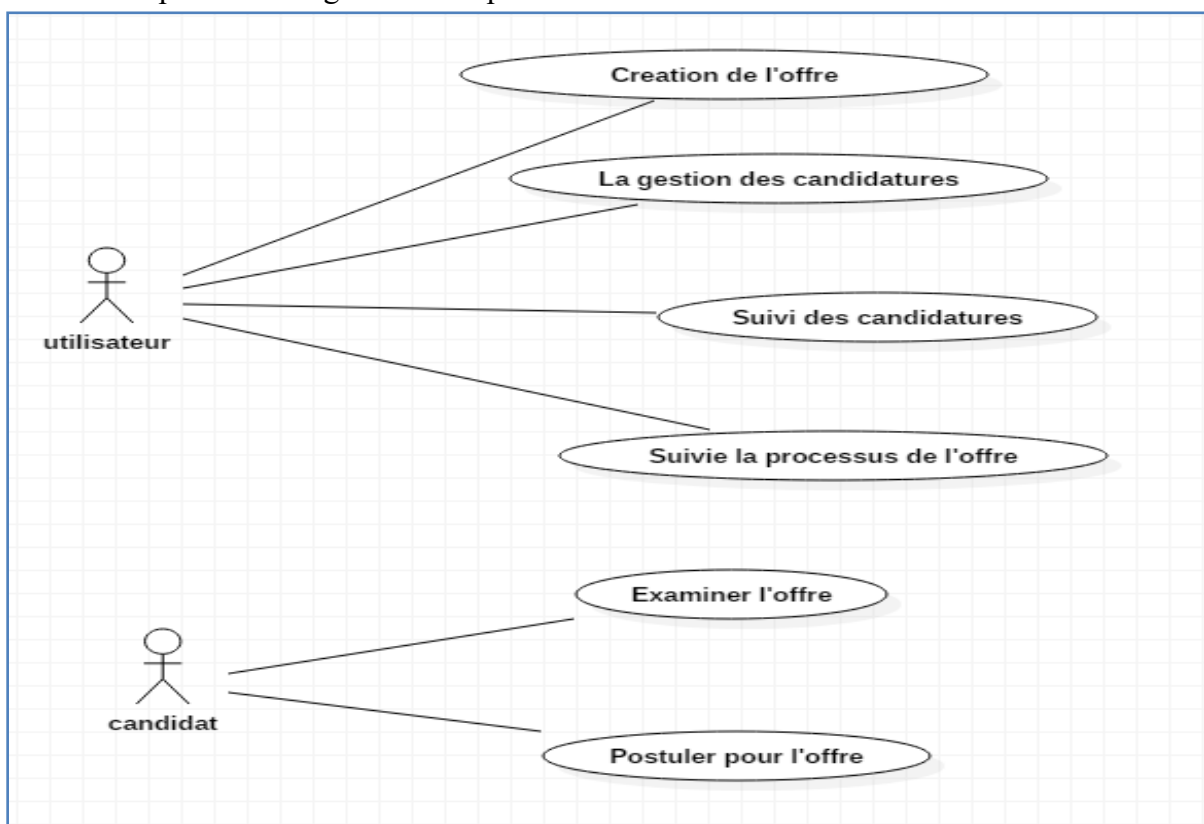 Creation de l'offre
La gestion des candidatures
utilisateur
Suivi des candidatures
Suivie la processus de l'offre
Examiner l'offre
candidat
Postuler pour l'offre